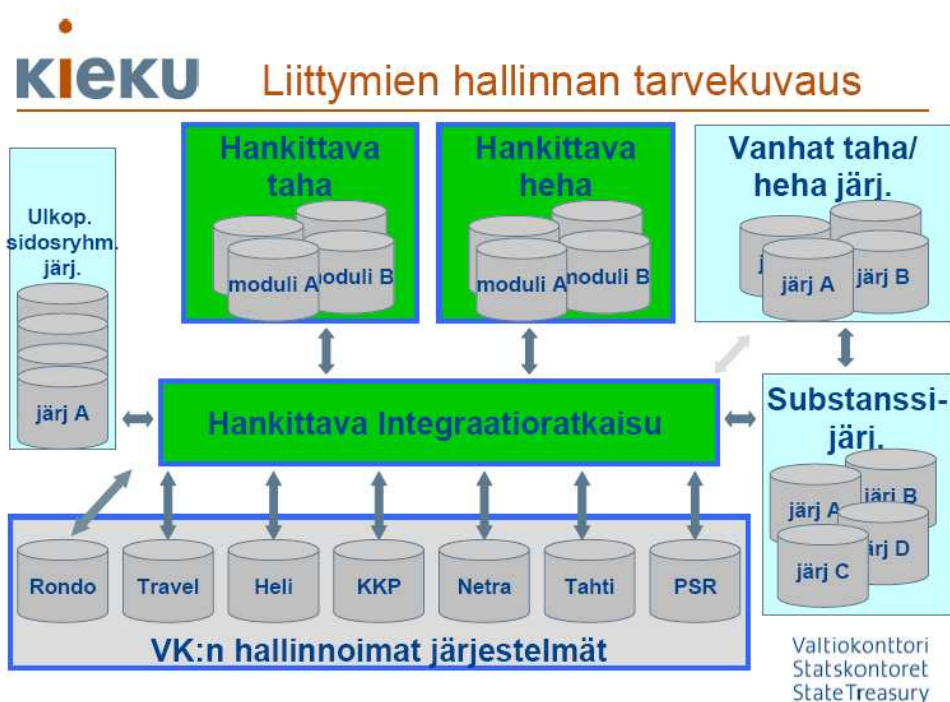 кieкu
Liittymien hallinnan tarvekuvaus
Ulkop.
sidosryhm.
järj.
järj A
Hankittava
taha
moduli A
moduli B
Hankittava
heha
moduli A
moduli B
Vanhat taha/
heha järj.
järj A
järj B
Hankittava Integraatioratkaisu
Substanssi-
järj.
järj A
järj B
järj C
järj D
Rondo
Travel
Heli
KKP
Netra
Tahti
PSR
VK:n hallinnoimat järjestelmät
Valtiokonttori
Statskontoret
StateTreasury